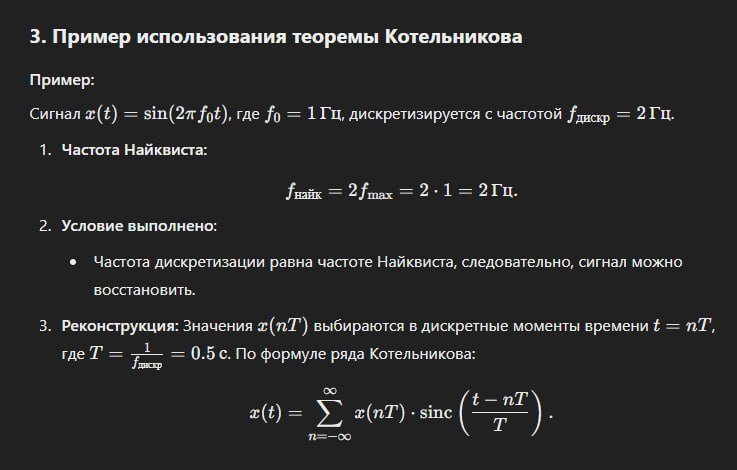 3. Пример использования теоремы Котельникова
Пример:
Сигнал x(t) = sin(2πf₀t), где f₀ = 1 Гц, дискретизируется с частотой f_дискр = 2 Гц.
1. Частота Найквиста:
f_найк = 2f_max = 2 · 1 = 2 Гц.
2. Условие выполнено:
• Частота дискретизации равна частоте Найквиста, следовательно, сигнал можно
восстановить.
3. Реконструкция: Значения x(nT) выбираются в дискретные моменты времени t = nT,
где T = 1/f_дискр = 0.5 с. По формуле ряда Котельникова:
x(t) = ∑_{n=−∞}^{∞} x(nT) · sinc((t − nT)/T).